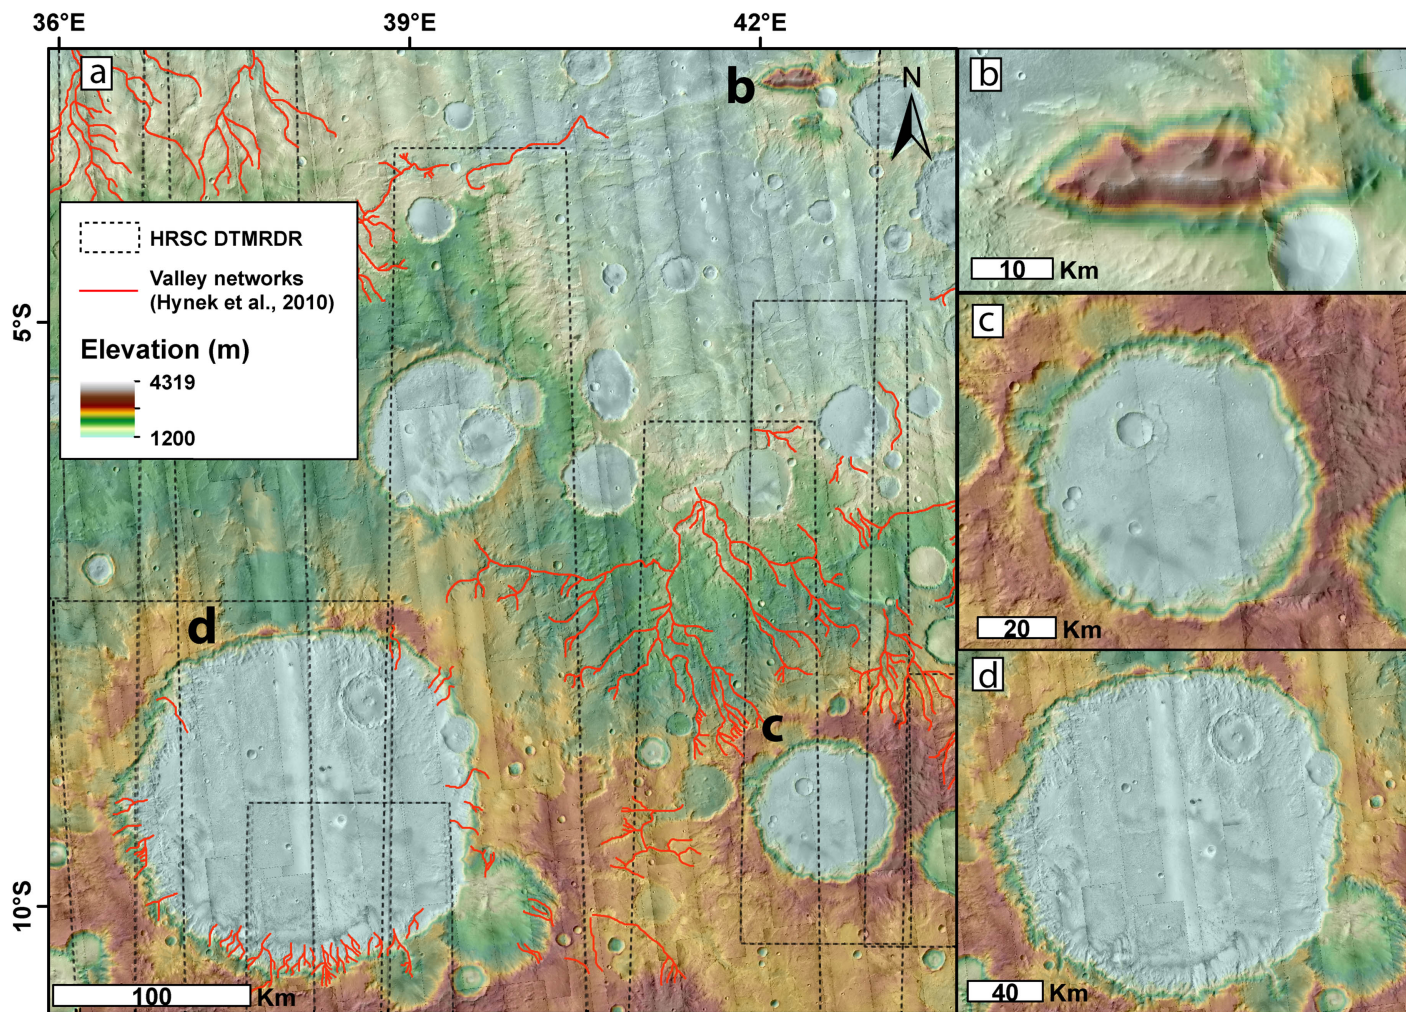 36°E 39°E 42°E
a
b
N
HRSC DTMRDR
Valley networks
(Hynek et al., 2010)
Elevation (m)
4319
1200
5°S
d
c
10°S
100 Km
b
10 Km
c
20 Km
d
40 Km